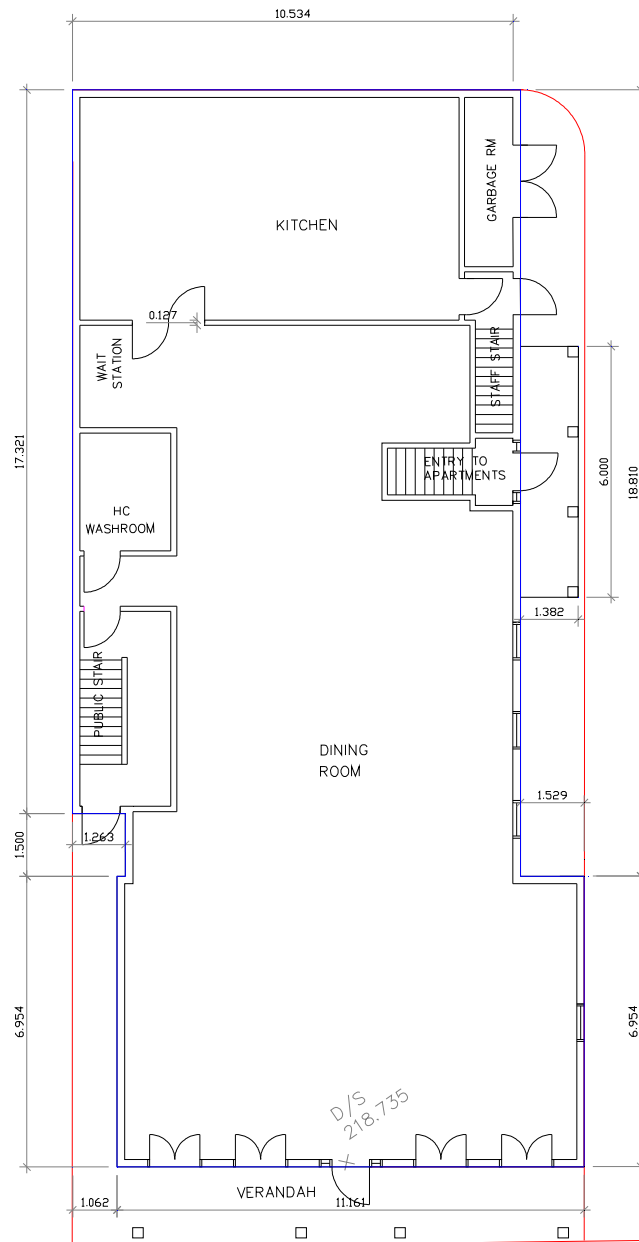 10.534
GARBAGE RM
KITCHEN
0.127
WAIT
STATION
STAFF STAIR
17.321
ENTRY TO
APARTMENTS
6.000
18.810
HC
WASHROOM
1.382
PUBLIC STAIR
DINING
ROOM
1.529
1.500
1.263
6.954
6.954
D/S
218.735
VERANDAH
1.062
11.161